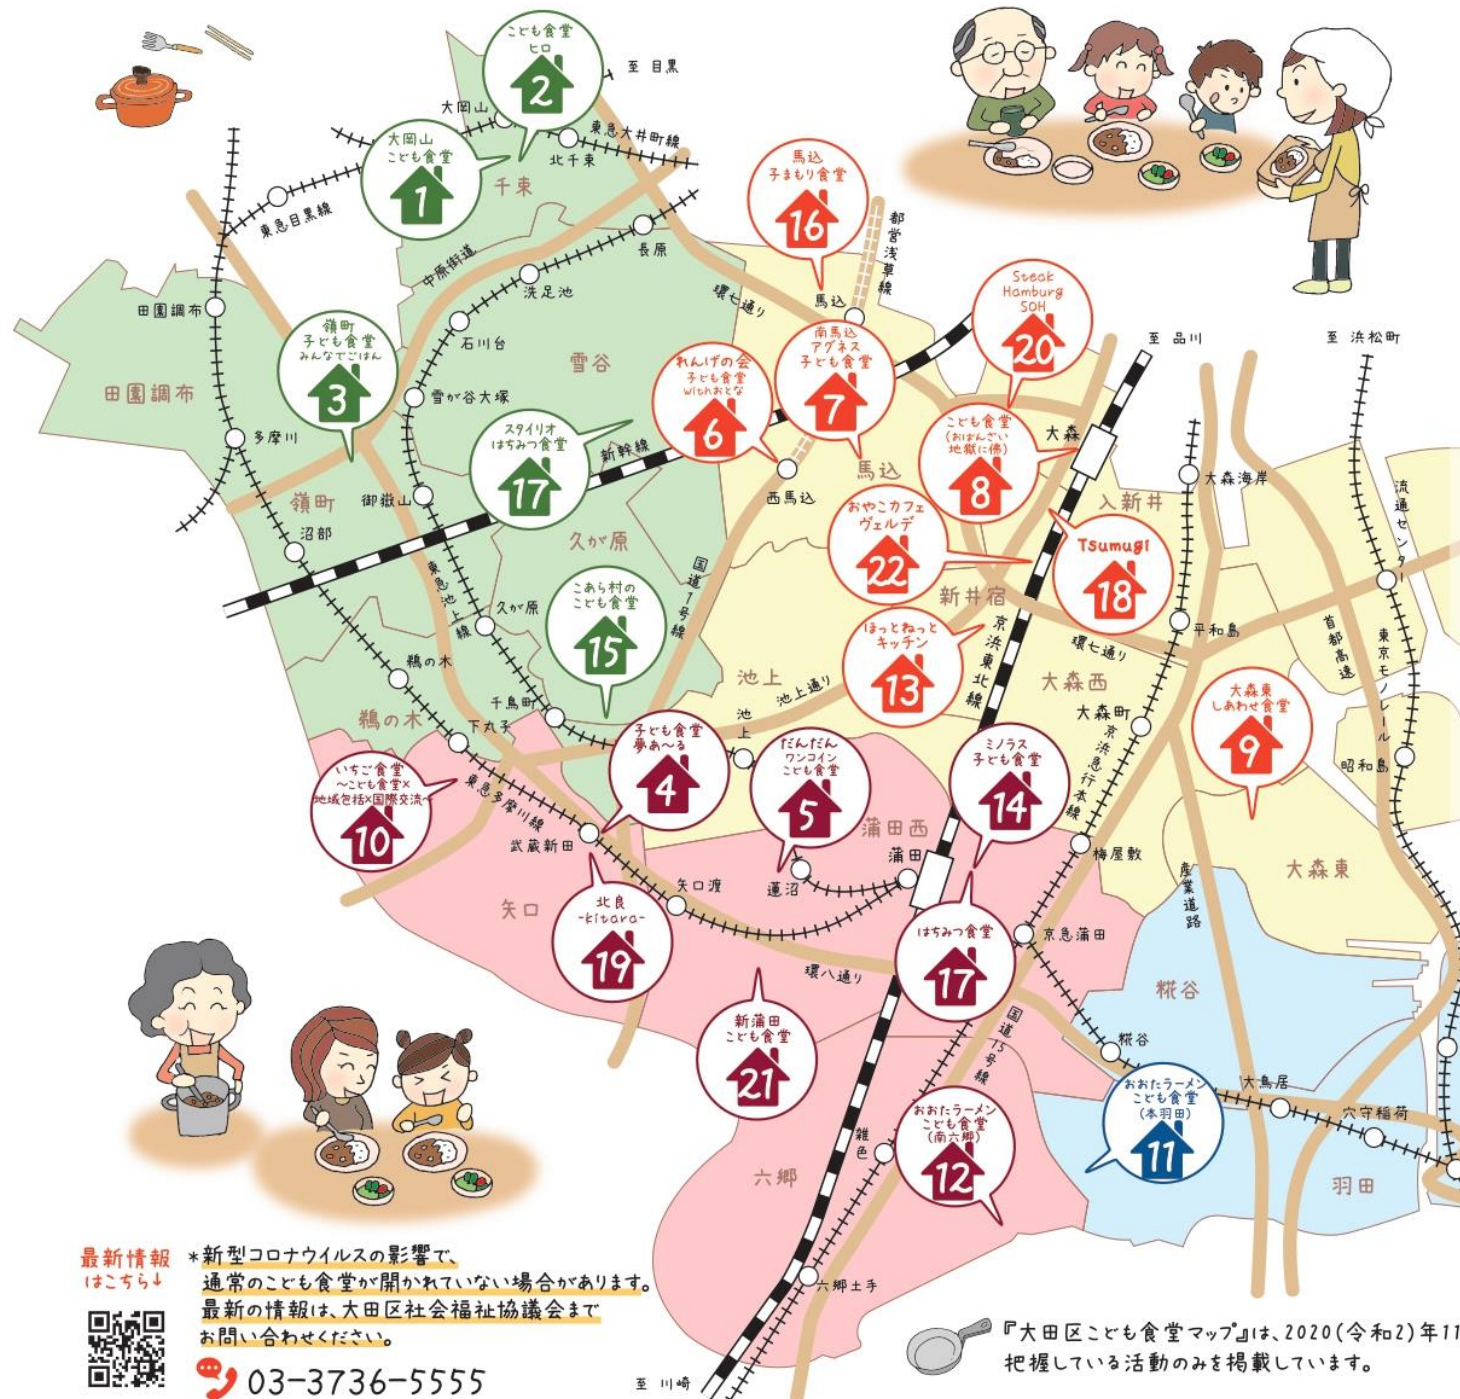 こども食堂
ヒロ
2
至 目黒
大岡山
東急大井町線
北千束
大岡山
こども食堂
1
千束
東急目黒線
中原街道
長原
洗足池
石川台
雪谷
雪が谷大塚
田園調布
田園調布
多摩川
嶺町
子ども食堂
みんなでごはん
3
スタイリオ
はちみつ食堂
17
新幹線
御嶽山
嶺町
沼部
久が原
久が原
東急池上線
国道1号線
こあら村の
こども食堂
15
鵜の木
鵜の木
千鳥町
下丸子
馬込
子まもり食堂
16
都営浅草線
馬込
環七通り
Steak
Hamburg
SOH
20
南馬込
アグネス
子ども食堂
7
れんげの会
子ども食堂
withおとな
6
西馬込
馬込
こども食堂
(おばんざい
地獄に佛)
8
至 品川
大森
至 浜松町
大森海岸
流通センター
入新井
おやこカフェ
ヴェルデ
22
Tsumugi
18
新井宿
ほっとねっと
キッチン
13
京浜東北線
環七通り
平和島
首都高速
東京モノレール
池上
池上通り
池上
大森西
大森町
京浜急行本線
大森東
しあわせ食堂
9
昭和島
いちご食堂
～こども食堂×
地域包括×国際交流～
10
東急多摩川線
武蔵新田
子ども食堂
夢あ～る
4
だんだん
ワンコイン
こども食堂
5
蒲田西
ミノラス
子ども食堂
14
蒲田
蓮沼
梅屋敷
産業道路
大森東
矢口
矢口渡
北良
-kitara-
19
環八通り
はちみつ食堂
17
京急蒲田
糀谷
糀谷
新蒲田
こども食堂
21
国道15号線
おおたラーメン
こども食堂
(南六郷)
12
おおたラーメン
こども食堂
(本羽田)
11
大鳥居
穴守稲荷
羽田
雑色
六郷
六郷土手
至 川崎
最新情報
はこちら↓
*新型コロナウイルスの影響で、
通常のこども食堂が開かれていない場合があります。
最新の情報は、大田区社会福祉協議会まで
お問い合わせください。
03-3736-5555
『大田区こども食堂マップ』は、2020(令和2)年11
把握している活動のみを掲載しています。